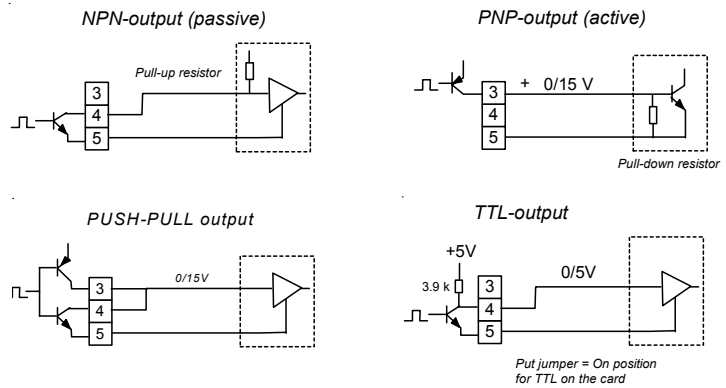 NPN-output (passive)
Pull-up resistor
3
4
5
PNP-output (active)
3
4
5
+ 0/15 V
Pull-down resistor
PUSH-PULL output
3
4
5
0/15V
TTL-output
+5V
3.9 k
3
4
5
0/5V
Put jumper = On position
for TTL on the card